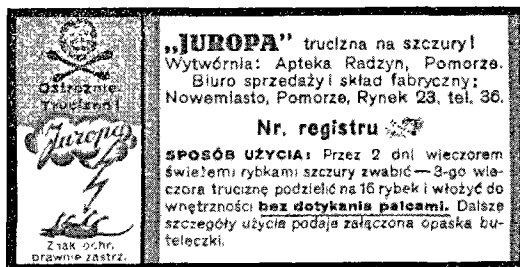 Ostrożnie.
Trucizna!
Juropa
Znak ochr.
prawnie zastrz.
„JUROPA” trucizna na szczury!
Wytwórnia: Apteka Radzyn, Pomorze.
Biuro sprzedaży i skład fabryczny:
Nowemiasto, Pomorze, Rynek 23, tel. 36.
Nr. registru
SPOSÓB UŻYCIA: Przez 2 dni wieczorem
świeżemi rybkami szczury zwabić — 3-go wie-
czora truciznę podzielić na 16 rybek i włożyć do
wnętrzności bez dotykania palcami. Dalsze
szczegóły użycia podaje załączona opaska bu-
teleczki.